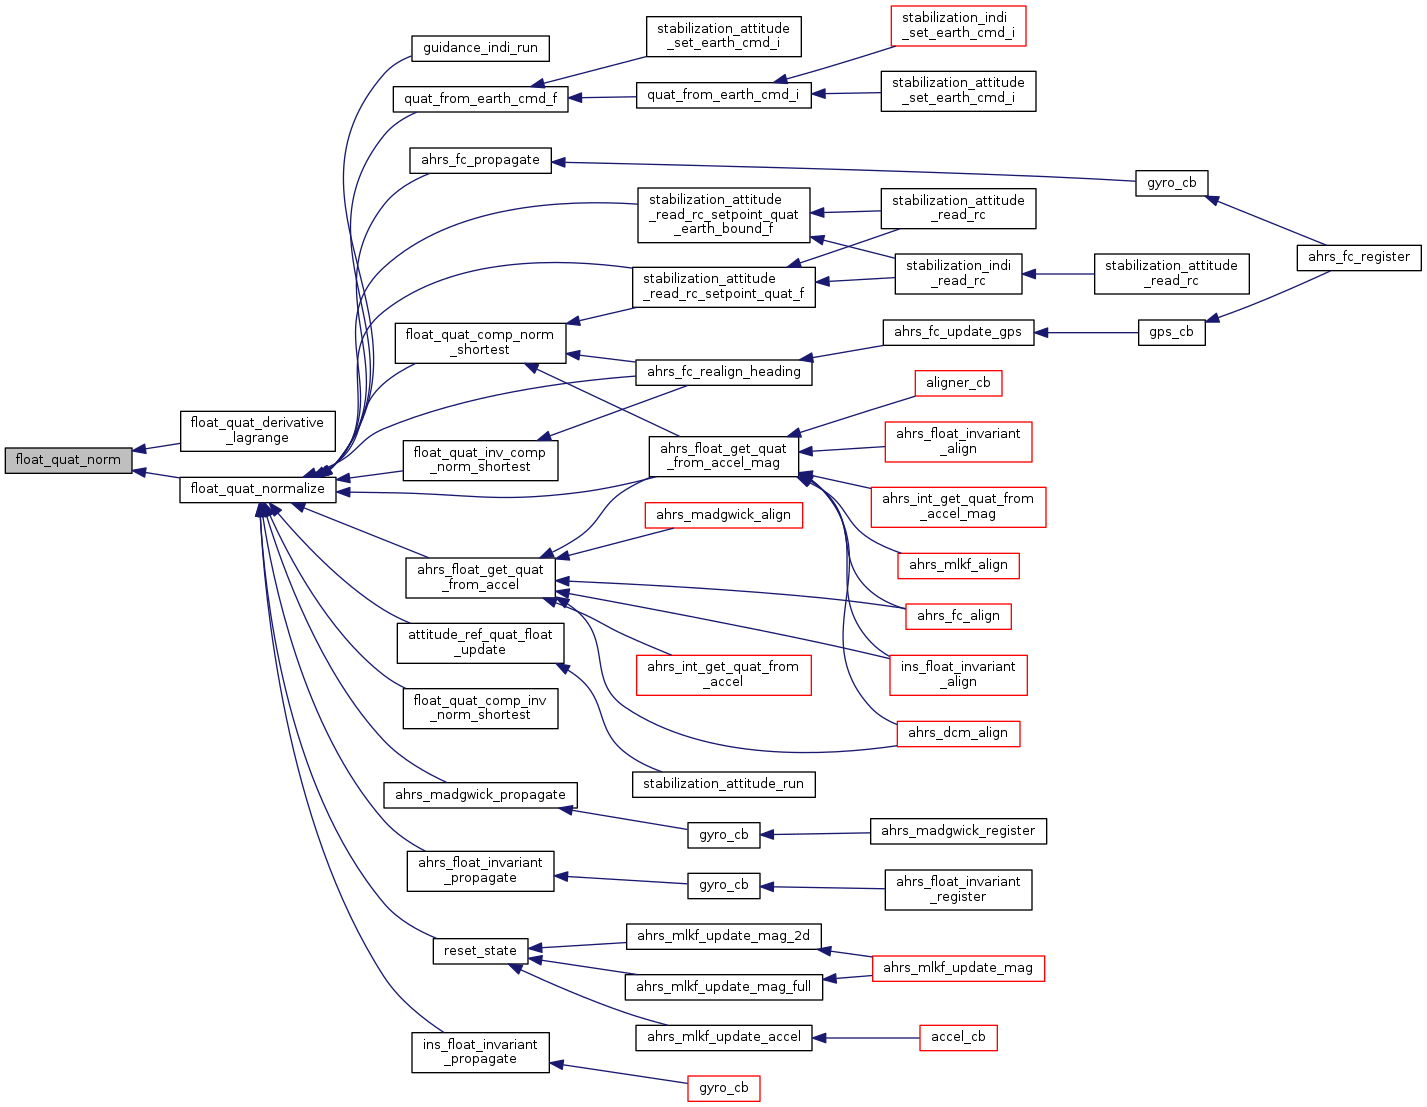 float_quat_norm
float_quat_derivative
_lagrange
float_quat_normalize
guidance_indi_run
quat_from_earth_cmd_f
stabilization_attitude
_set_earth_cmd_i
quat_from_earth_cmd_i
stabilization_indi
_set_earth_cmd_i
stabilization_attitude
_set_earth_cmd_i
ahrs_fc_propagate
gyro_cb
ahrs_fc_register
stabilization_attitude
_read_rc_setpoint_quat
_earth_bound_f
stabilization_attitude
_read_rc
stabilization_indi
_read_rc
stabilization_attitude
_read_rc
stabilization_attitude
_read_rc_setpoint_quat_f
float_quat_comp_norm
_shortest
ahrs_fc_realign_heading
ahrs_fc_update_gps
gps_cb
float_quat_inv_comp
_norm_shortest
ahrs_float_get_quat
_from_accel_mag
aligner_cb
ahrs_float_invariant
_align
ahrs_int_get_quat_from
_accel_mag
ahrs_mlkf_align
ahrs_fc_align
ins_float_invariant
_align
ahrs_dcm_align
ahrs_float_get_quat
_from_accel
ahrs_madgwick_align
ahrs_int_get_quat_from
_accel
attitude_ref_quat_float
_update
stabilization_attitude_run
float_quat_comp_inv
_norm_shortest
ahrs_madgwick_propagate
gyro_cb
ahrs_madgwick_register
ahrs_float_invariant
_propagate
gyro_cb
ahrs_float_invariant
_register
reset_state
ahrs_mlkf_update_mag_2d
ahrs_mlkf_update_mag
ahrs_mlkf_update_mag_full
ahrs_mlkf_update_accel
accel_cb
ins_float_invariant
_propagate
gyro_cb